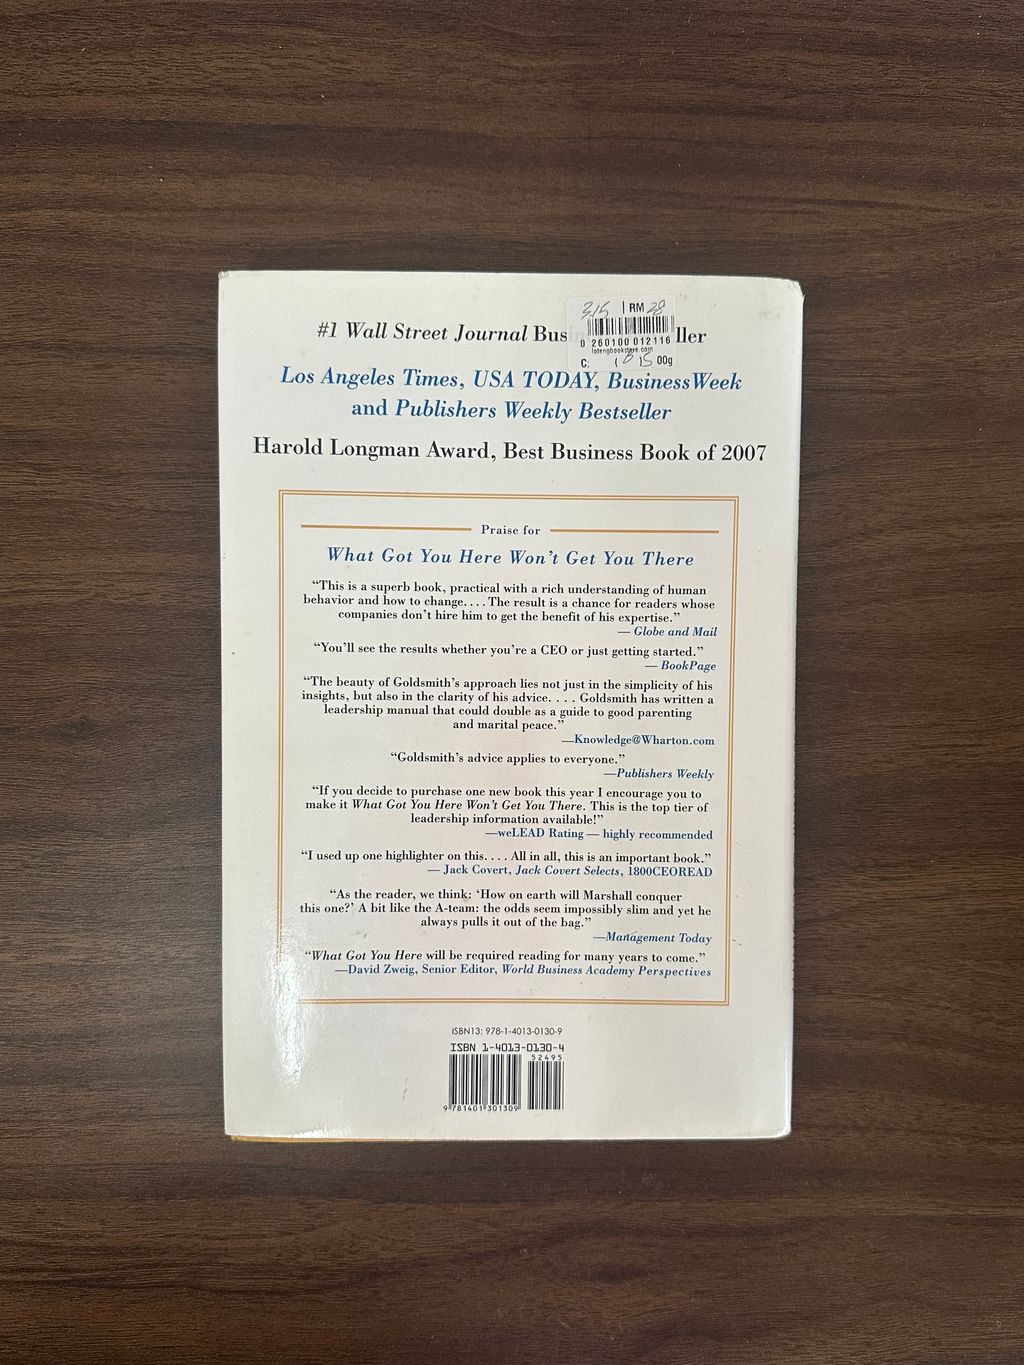 #1 Wall Street Journal Bus ller
RM 28
0 260100 012116
lotengbookstore.com
C: 00g
Los Angeles Times, USA TODAY, BusinessWeek
and Publishers Weekly Bestseller
Harold Longman Award, Best Business Book of 2007
Praise for
What Got You Here Won't Get You There
“This is a superb book, practical with a rich understanding of human
behavior and how to change.... The result is a chance for readers whose
companies don't hire him to get the benefit of his expertise.”
— Globe and Mail
“You'll see the results whether you're a CEO or just getting started.”
— BookPage
“The beauty of Goldsmith's approach lies not just in the simplicity of his
insights, but also in the clarity of his advice. . . . Goldsmith has written a
leadership manual that could double as a guide to good parenting
and marital peace.”
—Knowledge@Wharton.com
“Goldsmith's advice applies to everyone.”
—Publishers Weekly
“If you decide to purchase one new book this year I encourage you to
make it What Got You Here Won't Get You There. This is the top tier of
leadership information available!”
—weLEAD Rating — highly recommended
“I used up one highlighter on this. . . . All in all, this is an important book.”
— Jack Covert, Jack Covert Selects, 1800CEOREAD
“As the reader, we think: ‘How on earth will Marshall conquer
this one?’ A bit like the A-team: the odds seem impossibly slim and yet he
always pulls it out of the bag.”
—Management Today
“What Got You Here will be required reading for many years to come.”
—David Zweig, Senior Editor, World Business Academy Perspectives
ISBN13: 978-1-4013-0130-9
ISBN 1-4013-0130-4
52495
9 781401 301309